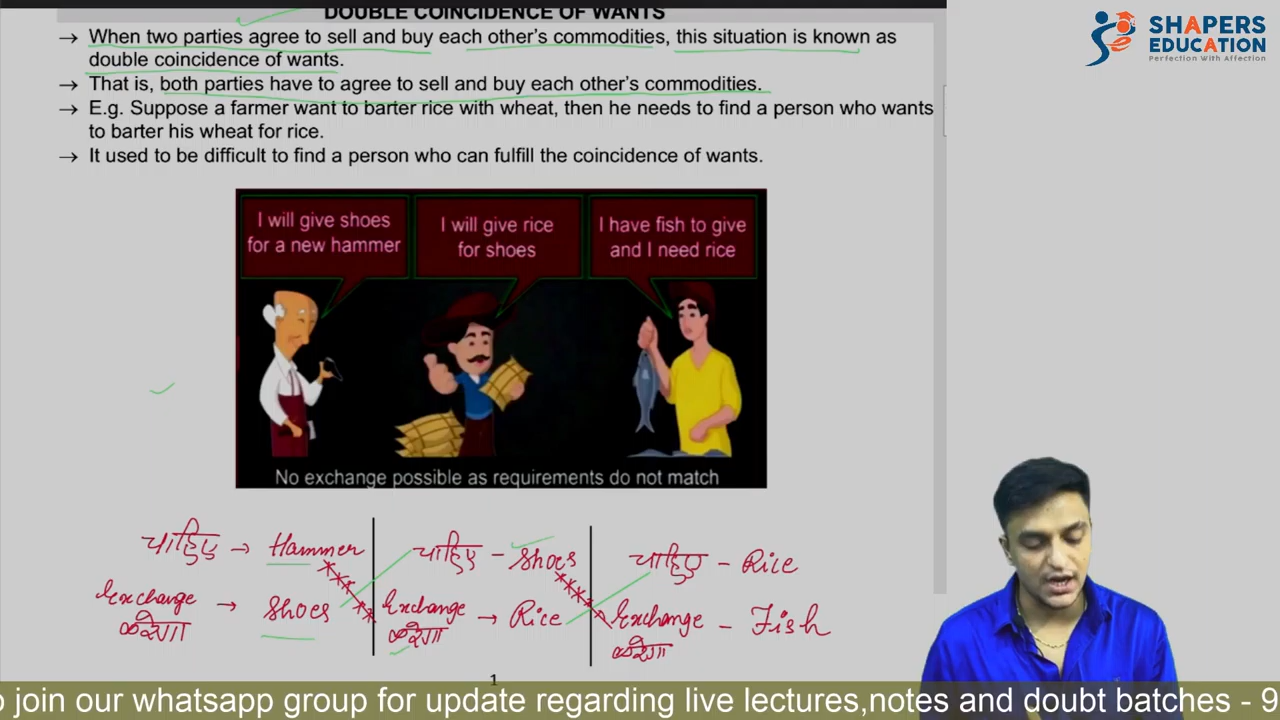 DOUBLE COINCIDENCE OF WANTS
→ When two parties agree to sell and buy each other's commodities, this situation is known as
double coincidence of wants.
→ That is, both parties have to agree to sell and buy each other's commodities.
→ E.g. Suppose a farmer want to barter rice with wheat, then he needs to find a person who wants
to barter his wheat for rice.
→ It used to be difficult to find a person who can fulfill the coincidence of wants.
SHAPERS
EDUCATION
Perfection With Affection
I will give shoes
for a new hammer
I will give rice
for shoes
I have fish to give
and I need rice
No exchange possible as requirements do not match
चाहिए → Hammer
Exchange करेगा → Shoes
चाहिए - Shoes
Exchange करेगा → Rice
चाहिए - Rice
Exchange करेगा - Fish
1
o join our whatsapp group for update regarding live lectures,notes and doubt batches - 9